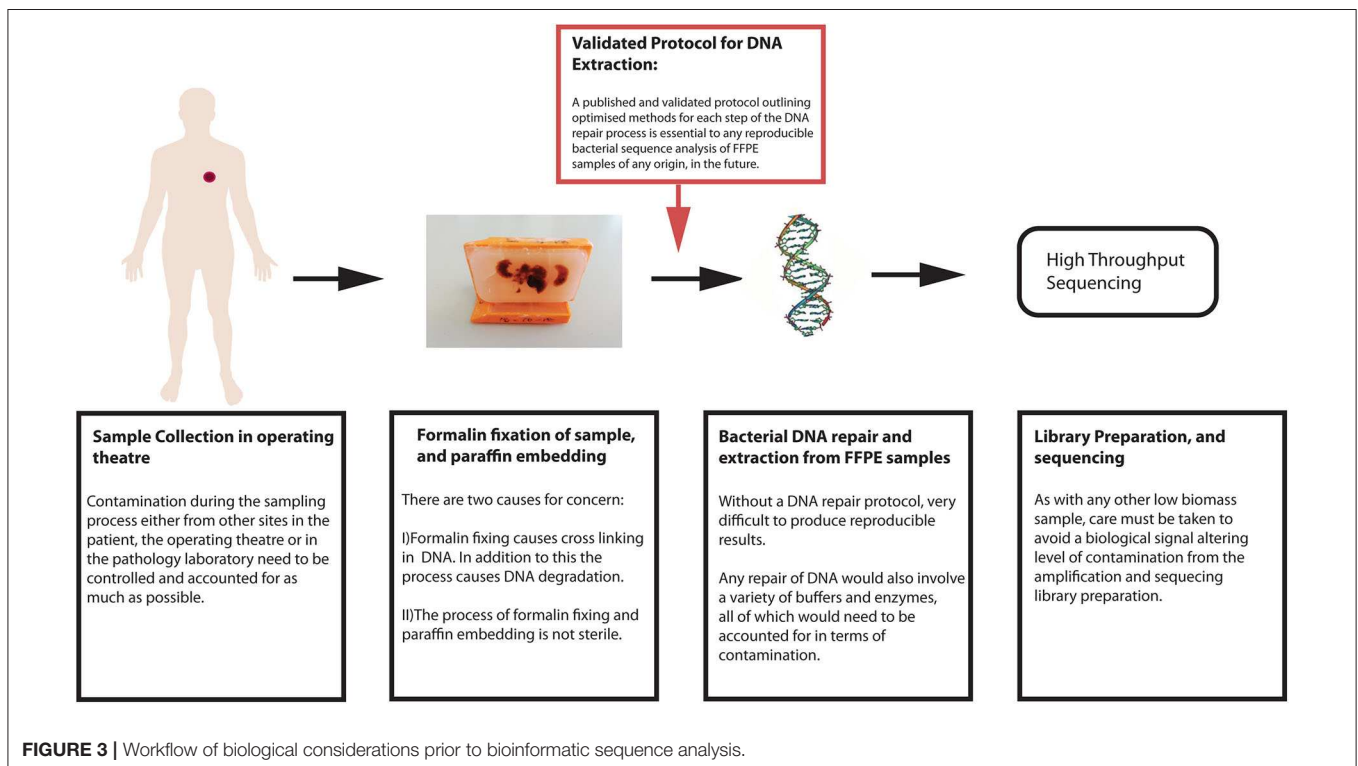 Validated Protocol for DNA
Extraction:
A published and validated protocol outlining
optimised methods for each step of the DNA
repair process is essential to any reproducible
bacterial sequence analysis of FFPE
samples of any origin, in the future.
High Throughput
Sequencing
Sample Collection in operating
theatre
Contamination during the sampling
process either from other sites in the
patient, the operating theatre or in
the pathology laboratory need to be
controlled and accounted for as
much as possible.
Formalin fixation of sample,
and paraffin embedding
There are two causes for concern:
I)Formalin fixing causes cross linking
in DNA. In addition to this the
process causes DNA degradation.
II)The process of formalin fixing and
paraffin embedding is not sterile.
Bacterial DNA repair and
extraction from FFPE samples
Without a DNA repair protocol, very
difficult to produce reproducible
results.
Any repair of DNA would also involve
a variety of buffers and enzymes,
all of which would need to be
accounted for in terms of
contamination.
Library Preparation, and
sequencing
As with any other low biomass
sample, care must be taken to
avoid a biological signal altering
level of contamination from the
amplification and sequecing
library preparation.
FIGURE 3 | Workflow of biological considerations prior to bioinformatic sequence analysis.